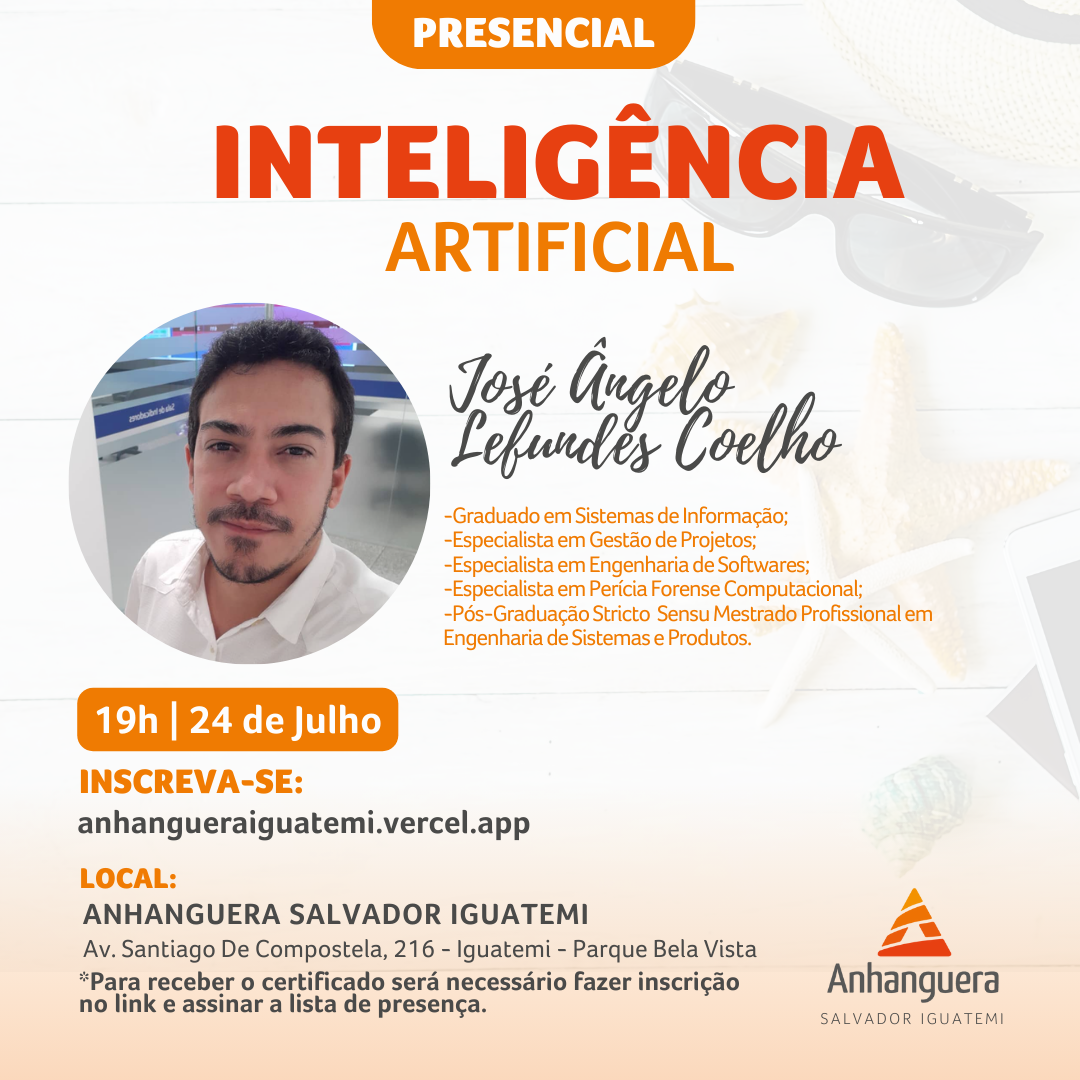 PRESENCIAL
INTELIGÊNCIA
ARTIFICIAL
José Ângelo
Lefundes Coelho
-Graduado em Sistemas de Informação;
-Especialista em Gestão de Projetos;
-Especialista em Engenharia de Softwares;
-Especialista em Perícia Forense Computacional;
-Pós-Graduação Stricto  Sensu Mestrado Profissional em
Engenharia de Sistemas e Produtos.
19h | 24 de Julho
INSCREVA-SE:
anhangueraiguatemi.vercel.app
LOCAL:
ANHANGUERA SALVADOR IGUATEMI
Av. Santiago De Compostela, 216 - Iguatemi - Parque Bela Vista
*Para receber o certificado será necessário fazer inscrição
no link e assinar a lista de presença.
Anhanguera
SALVADOR IGUATEMI